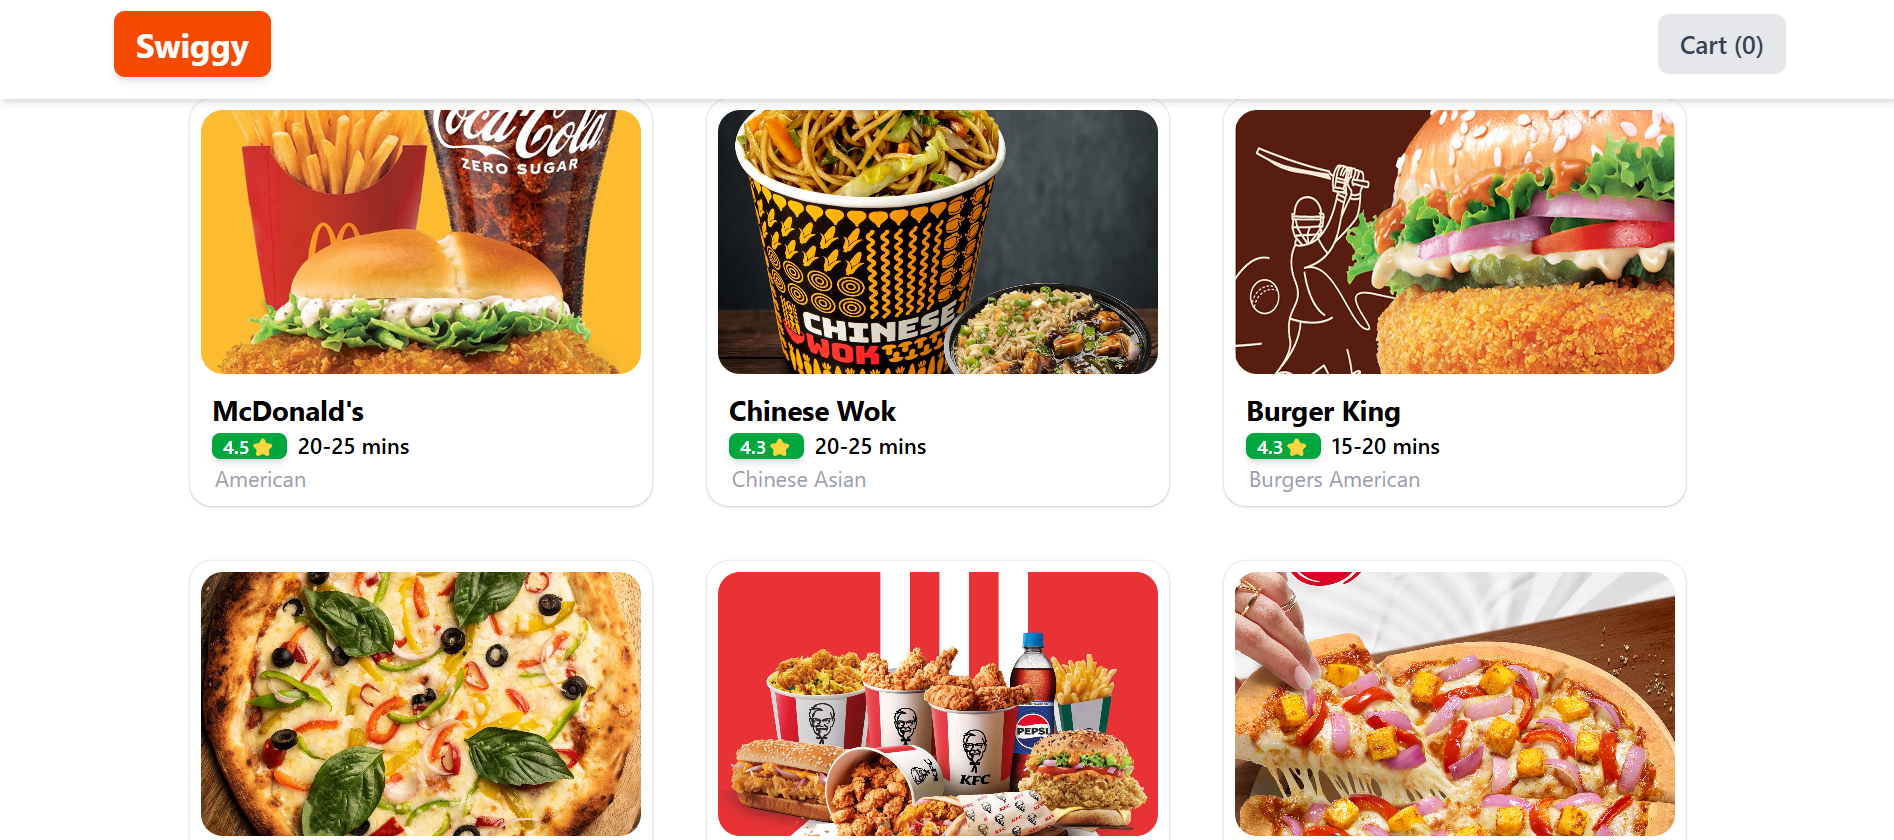 Swiggy
Cart (0)
Coca-Cola
ZERO SUGAR
CHINESE
WOK
McDonald's
4.5 20-25 mins
American
Chinese Wok
4.3 20-25 mins
Chinese Asian
Burger King
4.3 15-20 mins
Burgers American
PEPSI
KFC
KFC